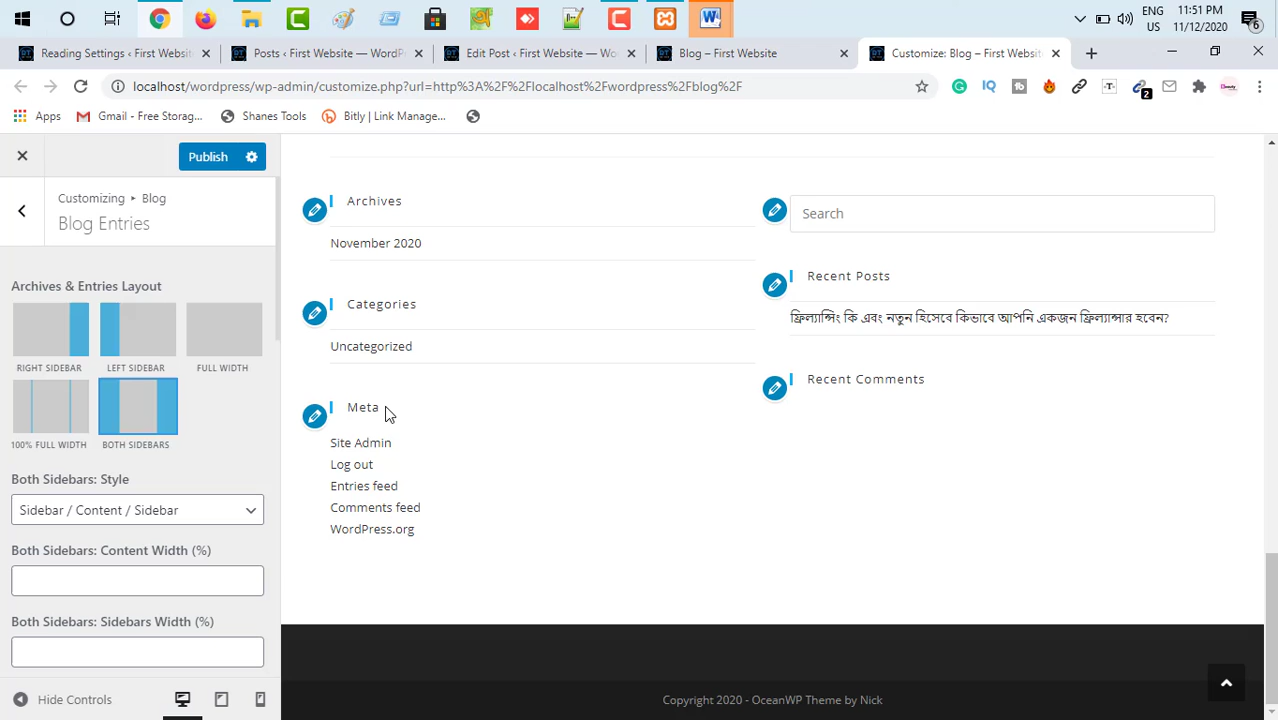 ENG
US
11:51 PM
11/12/2020
6
Reading Settings ‹ First Websit
Posts ‹ First Website — WordP
Edit Post ‹ First Website — Wo
Blog – First Website
Customize: Blog – First Websit
localhost/wordpress/wp-admin/customize.php?url=http%3A%2F%2Flocalhost%2Fwordpress%2Fblog%2F
Apps
Gmail - Free Storag...
Shanes Tools
Bitly | Link Manage...
Publish
Customizing ▸ Blog
Blog Entries
Archives & Entries Layout
RIGHT SIDEBAR
LEFT SIDEBAR
FULL WIDTH
100% FULL WIDTH
BOTH SIDEBARS
Both Sidebars: Style
Sidebar / Content / Sidebar
Both Sidebars: Content Width (%)
Both Sidebars: Sidebars Width (%)
Hide Controls
Archives
November 2020
Categories
Uncategorized
Meta
Site Admin
Log out
Entries feed
Comments feed
WordPress.org
Search
Recent Posts
ফ্রিল্যান্সিং কি এবং নতুন হিসেবে কিভাবে আপনি একজন ফ্রিল্যান্সার হবেন?
Recent Comments
Copyright 2020 - OceanWP Theme by Nick